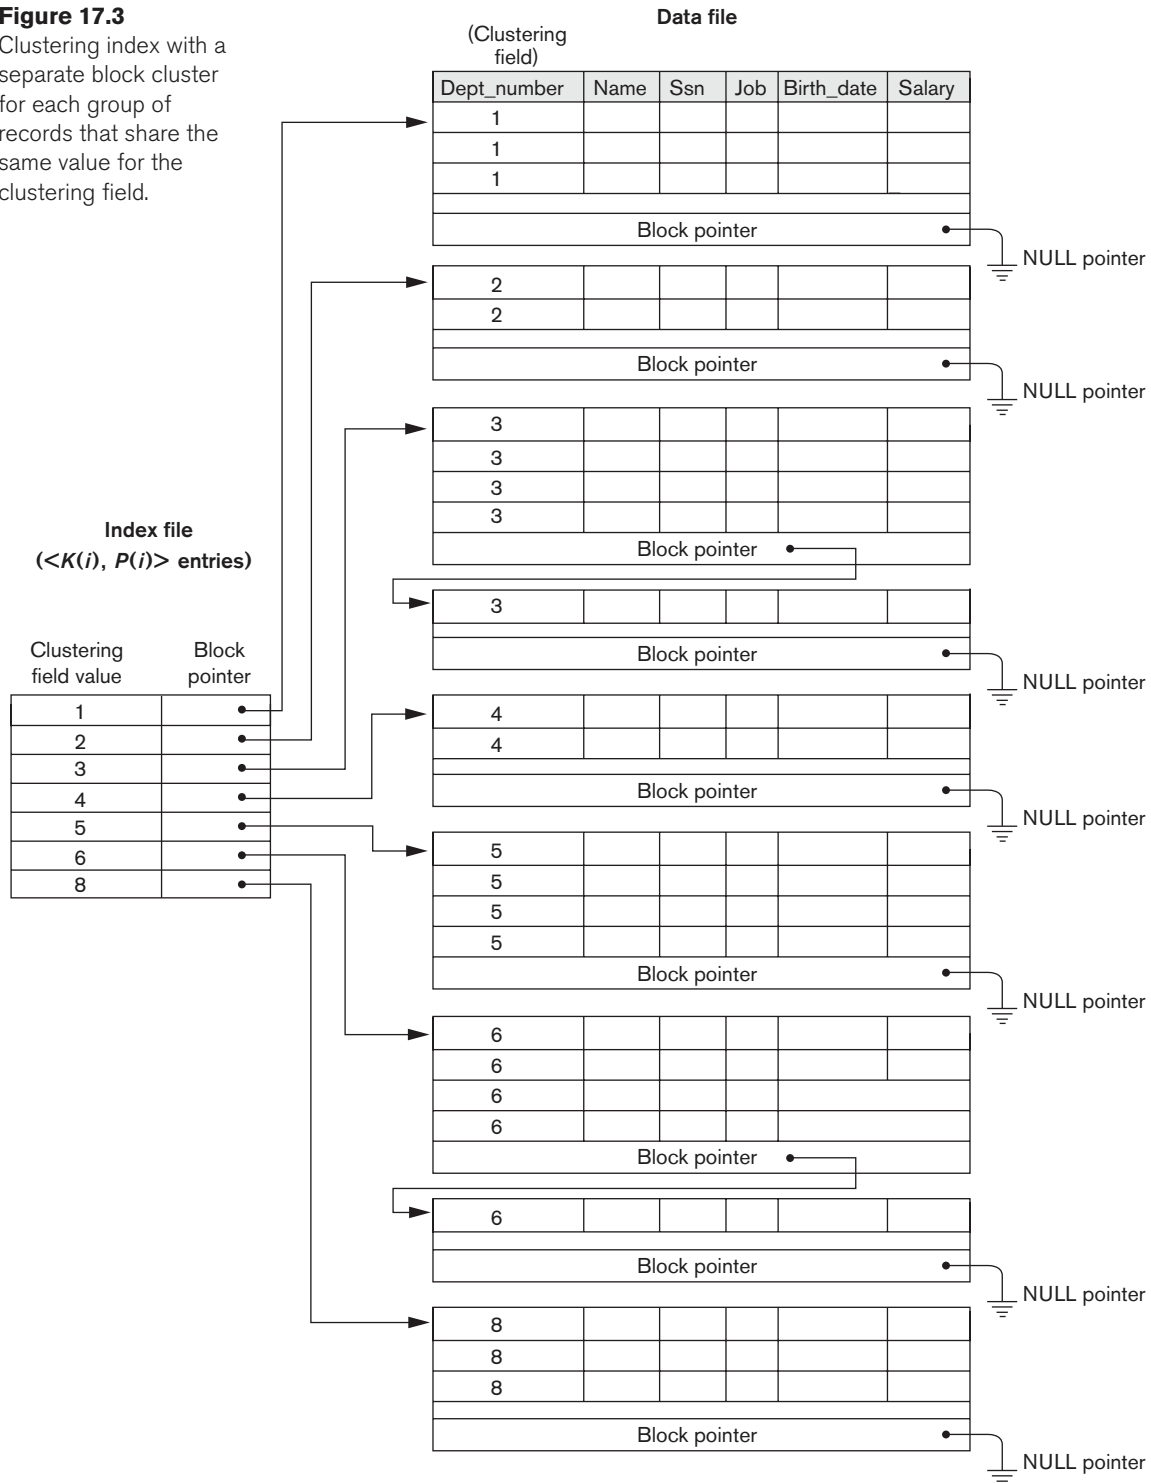 Figure 17.3
Clustering index with a
separate block cluster
for each group of
records that share the
same value for the
clustering field.
Data file
(Clustering
field)
Dept_number Name Ssn Job Birth_date Salary
1
1
1
Block pointer
NULL pointer
2
2
Block pointer
NULL pointer
3
3
3
3
Block pointer
3
Block pointer
NULL pointer
4
4
Block pointer
NULL pointer
5
5
5
5
Block pointer
NULL pointer
6
6
6
6
Block pointer
6
Block pointer
NULL pointer
8
8
8
Block pointer
NULL pointer
Index file
(<K(i), P(i)> entries)
Clustering
field value
Block
pointer
1
2
3
4
5
6
8